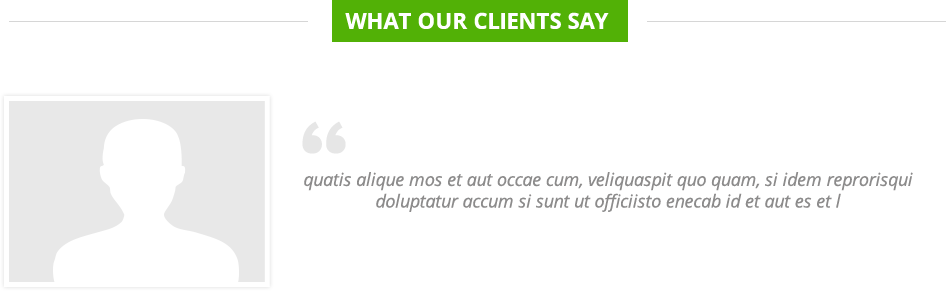 WHAT OUR CLIENTS SAY
“
quatis alique mos et aut occae cum, veliquaspit quo quam, si idem reprorisqui
doluptatur accum si sunt ut officiisto enecab id et aut es et l